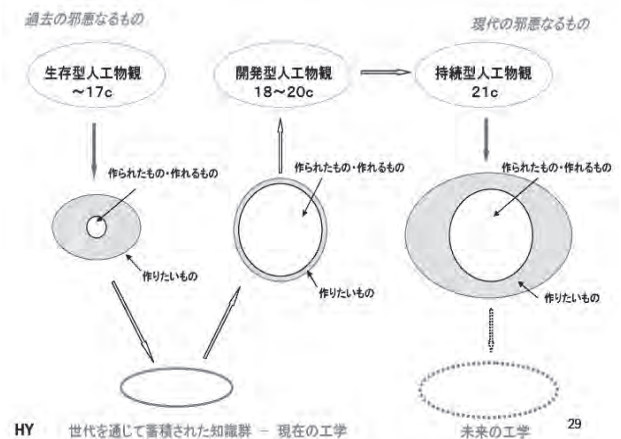 過去の邪悪なるもの
現代の邪悪なるもの
生存型人工物観
~17c
開発型人工物観
18~20c
持続型人工物観
21c
作られたもの・作れるもの
作りたいもの
作られたもの・作れるもの
作りたいもの
作られたもの・作れるもの
作りたいもの
HY
世代を通じて蓄積された知識群 - 現在の工学
未来の工学
29